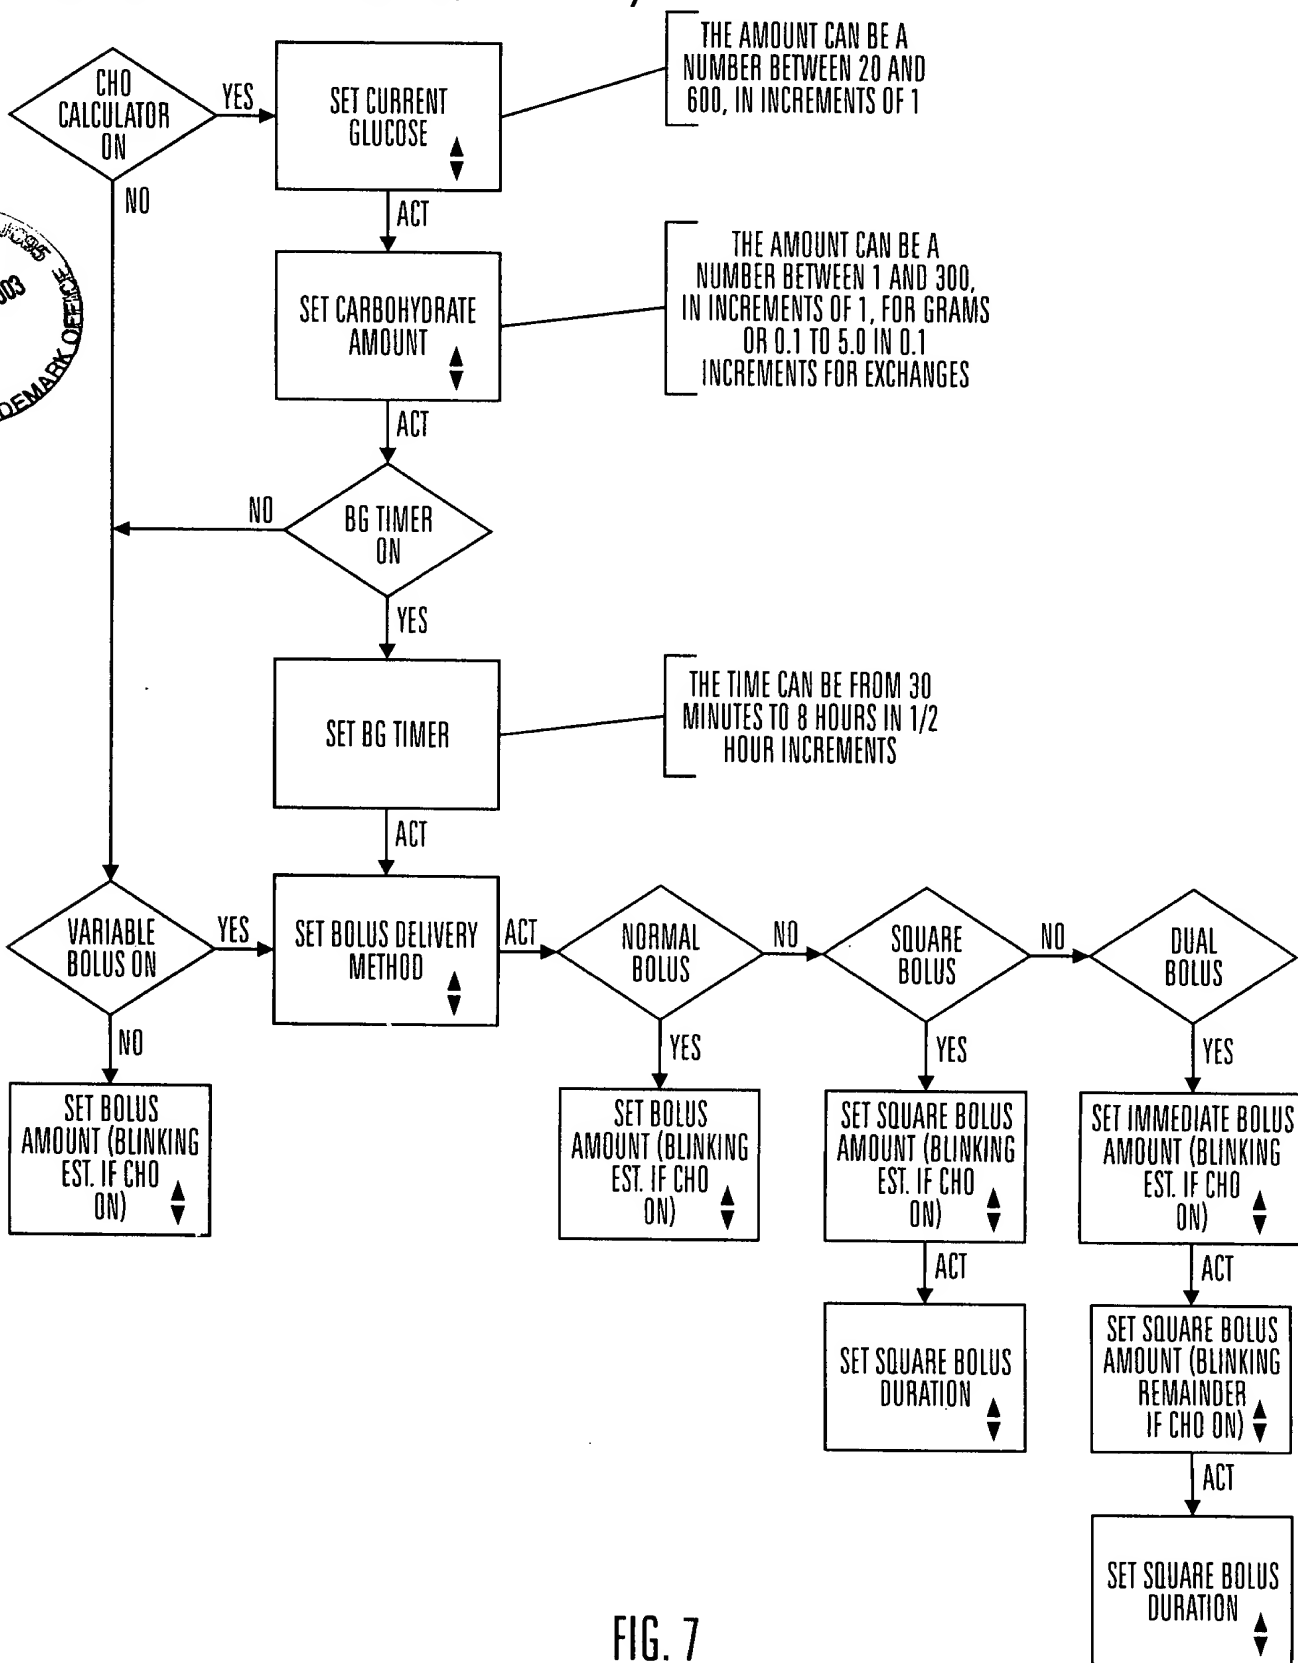 THE AMOUNT CAN BE A
NUMBER BETWEEN 20 AND
600, IN INCREMENTS OF 1
CHO
CALCULATOR
ON
YES
SET CURRENT
GLUCOSE
NO
ACT
THE AMOUNT CAN BE A
NUMBER BETWEEN 1 AND 300,
IN INCREMENTS OF 1, FOR GRAMS
OR 0.1 TO 5.0 IN 0.1
INCREMENTS FOR EXCHANGES
SET CARBOHYDRATE
AMOUNT
DEMARK OFFICE
ACT
NO
BG TIMER
ON
YES
SET BG TIMER
THE TIME CAN BE FROM 30
MINUTES TO 8 HOURS IN 1/2
HOUR INCREMENTS
ACT
VARIABLE
BOLUS ON
YES
SET BOLUS DELIVERY
METHOD
ACT
NORMAL
BOLUS
NO
SQUARE
BOLUS
NO
DUAL
BOLUS
NO
YES
YES
YES
SET BOLUS
AMOUNT (BLINKING
EST. IF CHO
ON)
SET BOLUS
AMOUNT (BLINKING
EST. IF CHO
ON)
SET SQUARE BOLUS
AMOUNT (BLINKING
EST. IF CHO
ON)
SET IMMEDIATE BOLUS
AMOUNT (BLINKING
EST. IF CHO
ON)
ACT
ACT
SET SQUARE BOLUS
DURATION
SET SQUARE BOLUS
AMOUNT (BLINKING
REMAINDER
IF CHO ON)
ACT
SET SQUARE BOLUS
DURATION
FIG. 7